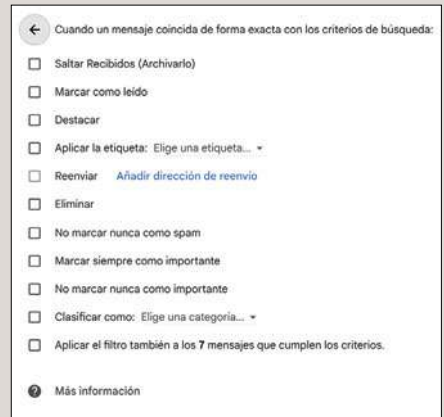 Cuando un mensaje coincida de forma exacta con los criterios de búsqueda:
Saltar Recibidos (Archivarlo)
Marcar como leído
Destacar
Aplicar la etiqueta: Elige una etiqueta...
Reenviar Añadir dirección de reenvío
Eliminar
No marcar nunca como spam
Marcar siempre como importante
No marcar nunca como importante
Clasificar como: Elige una categoría...
Aplicar el filtro también a los 7 mensajes que cumplen los criterios.
Más información